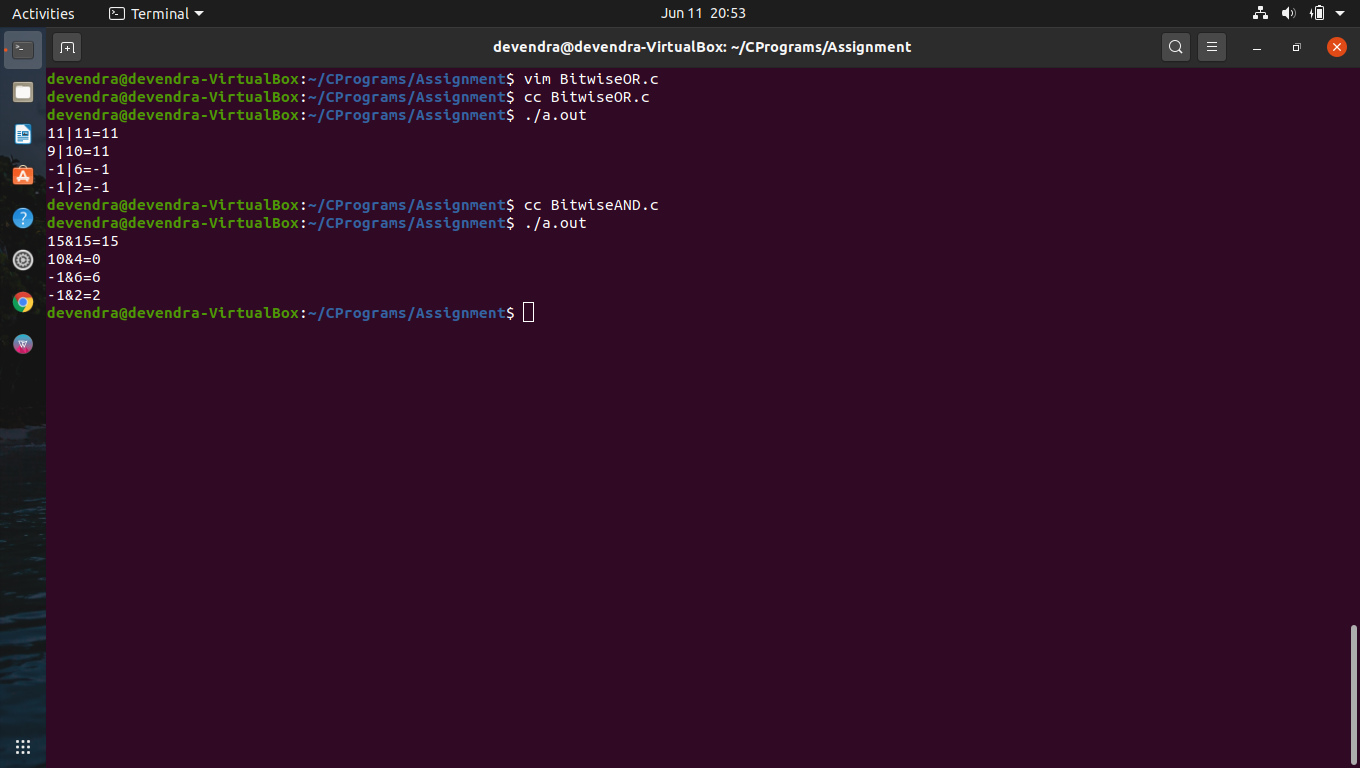 Activities Terminal Jun 11 20:53
devendra@devendra-VirtualBox: ~/CPrograms/Assignment
devendra@devendra-VirtualBox:~/CPrograms/Assignment$ vim BitwiseOR.c
devendra@devendra-VirtualBox:~/CPrograms/Assignment$ cc BitwiseOR.c
devendra@devendra-VirtualBox:~/CPrograms/Assignment$ ./a.out
11|11=11
9|10=11
-1|6=-1
-1|2=-1
devendra@devendra-VirtualBox:~/CPrograms/Assignment$ cc BitwiseAND.c
devendra@devendra-VirtualBox:~/CPrograms/Assignment$ ./a.out
15&15=15
10&4=0
-1&6=6
-1&2=2
devendra@devendra-VirtualBox:~/CPrograms/Assignment$